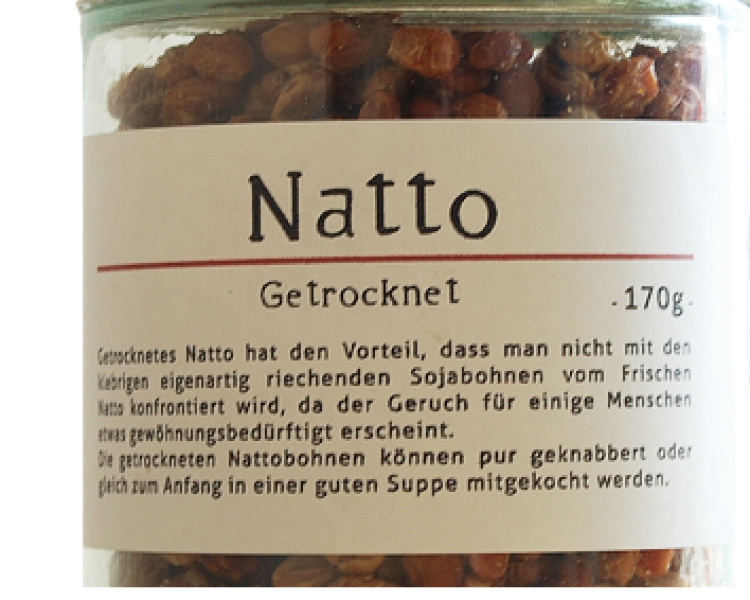 Natto
Getrocknet
- 170g -
Getrocknetes Natto hat den Vorteil, dass man nicht mit den
klebrigen eigenartig riechenden Sojabohnen vom Frischen
Natto konfrontiert wird, da der Geruch für einige Menschen
etwas gewöhnungsbedürftigt erscheint.
Die getrockneten Nattobohnen können pur geknabbert oder
gleich zum Anfang in einer guten Suppe mitgekocht werden.